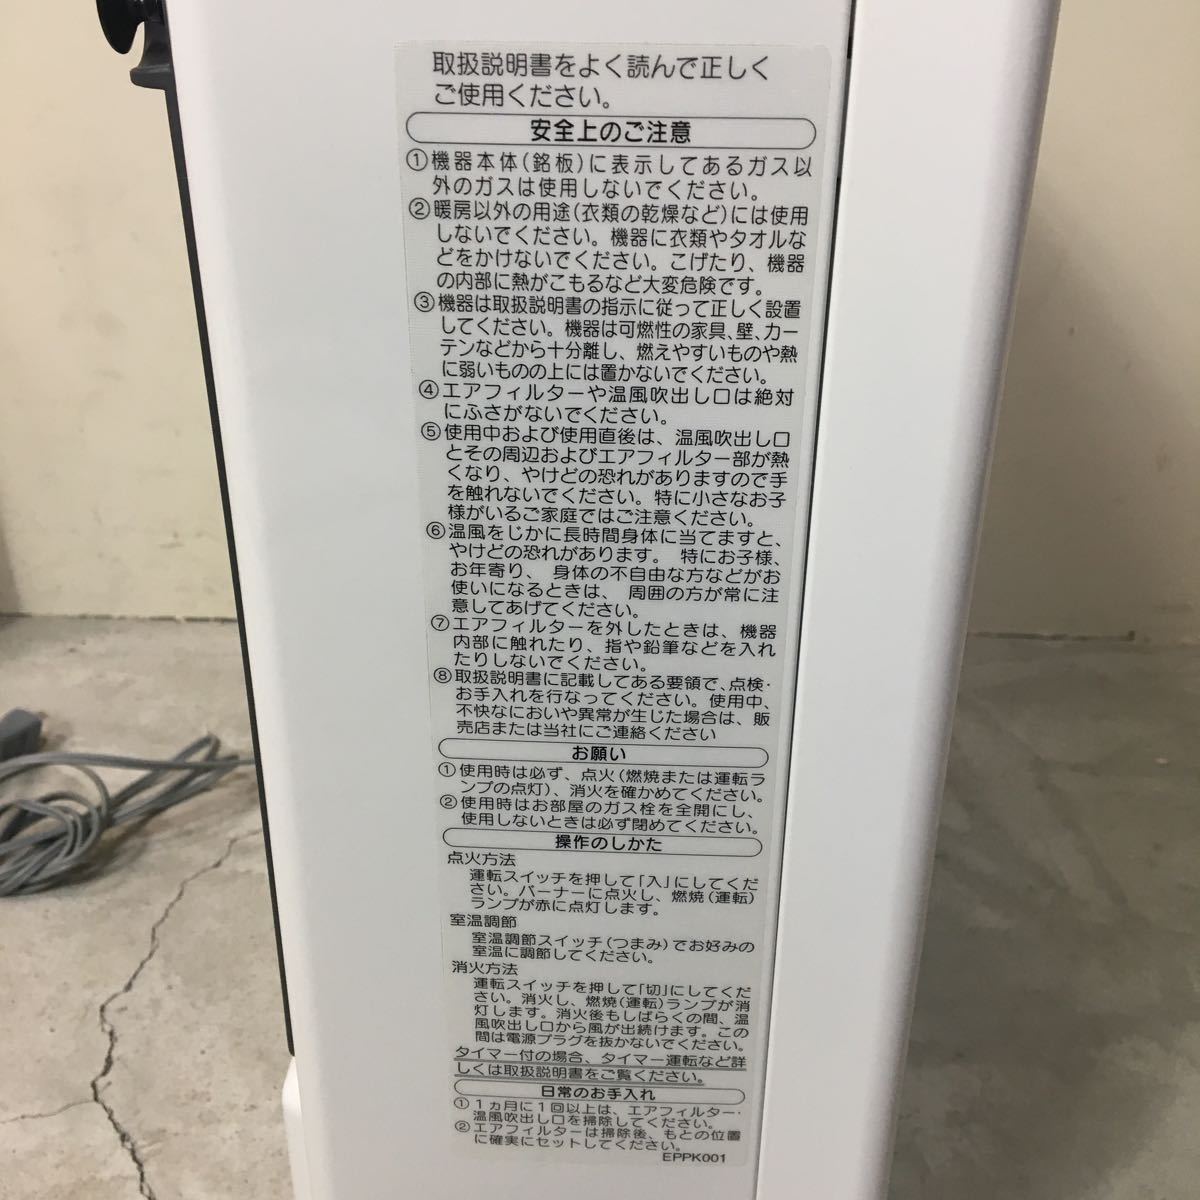 取扱説明書をよく読んで正しく
ご使用ください。
安全上のご注意
①機器本体(銘板)に表示してあるガス以
外のガスは使用しないでください。
②暖房以外の用途(衣類の乾燥など)には使用
しないでください。機器に衣類やタオルな
どをかけないでください。こげたり、機器
の内部に熱がこもるなど大変危険です。
③機器は取扱説明書の指示に従って正しく設置
してください。機器は可燃性の家具、壁、カー
テンなどから十分離し、燃えやすいものや熱
に弱いものの上には置かないでください。
④エアフィルターや温風吹出し口は絶対
にふさがないでください。
⑤使用中および使用直後は、温風吹出し口
とその周辺およびエアフィルター部が熱
くなり、やけどの恐れがありますので手
を触れないでください。特に小さなお子
様がいるご家庭ではご注意ください。
⑥温風をじかに長時間身体に当てますと、
やけどの恐れがあります。 特にお子様、
お年寄り、 身体の不自由な方などがお
使いになるときは、 周囲の方が常に注
意してあげてください。
⑦エアフィルターを外したときは、機器
内部に触れたり、指や鉛筆などを入れ
たりしないでください。
⑧取扱説明書に記載してある要領で、点検・
お手入れを行なってください。使用中、
不快なにおいや異常が生じた場合は、販
売店または当社にご連絡ください
お願い
①使用時は必ず、点火(燃焼または運転ラ
ンプの点灯)、消火を確かめてください。
②使用時はお部屋のガス栓を全開にし、
使用しないときは必ず閉めてください。
操作のしかた
点火方法
運転スイッチを押して「入」にしてくだ
さい。バーナーに点火し、燃焼(運転)
ランプが赤に点灯します。
室温調節
室温調節スイッチ(つまみ)でお好みの
室温に調節してください。
消火方法
運転スイッチを押して「切」にしてくだ
さい。消火し、燃焼(運転)ランプが消
灯します。消火後もしばらくの間、温
風吹出し口から風が出続けます。この
間は電源プラグを抜かないでください。
タイマー付の場合、タイマー運転など詳
しくは取扱説明書をご覧ください。
日常のお手入れ
①1ヵ月に1回以上は、エアフィルター・
温風吹出し口を掃除してください。
②エアフィルターは掃除後、もとの位置
に確実にセットしてください。
EPPK001